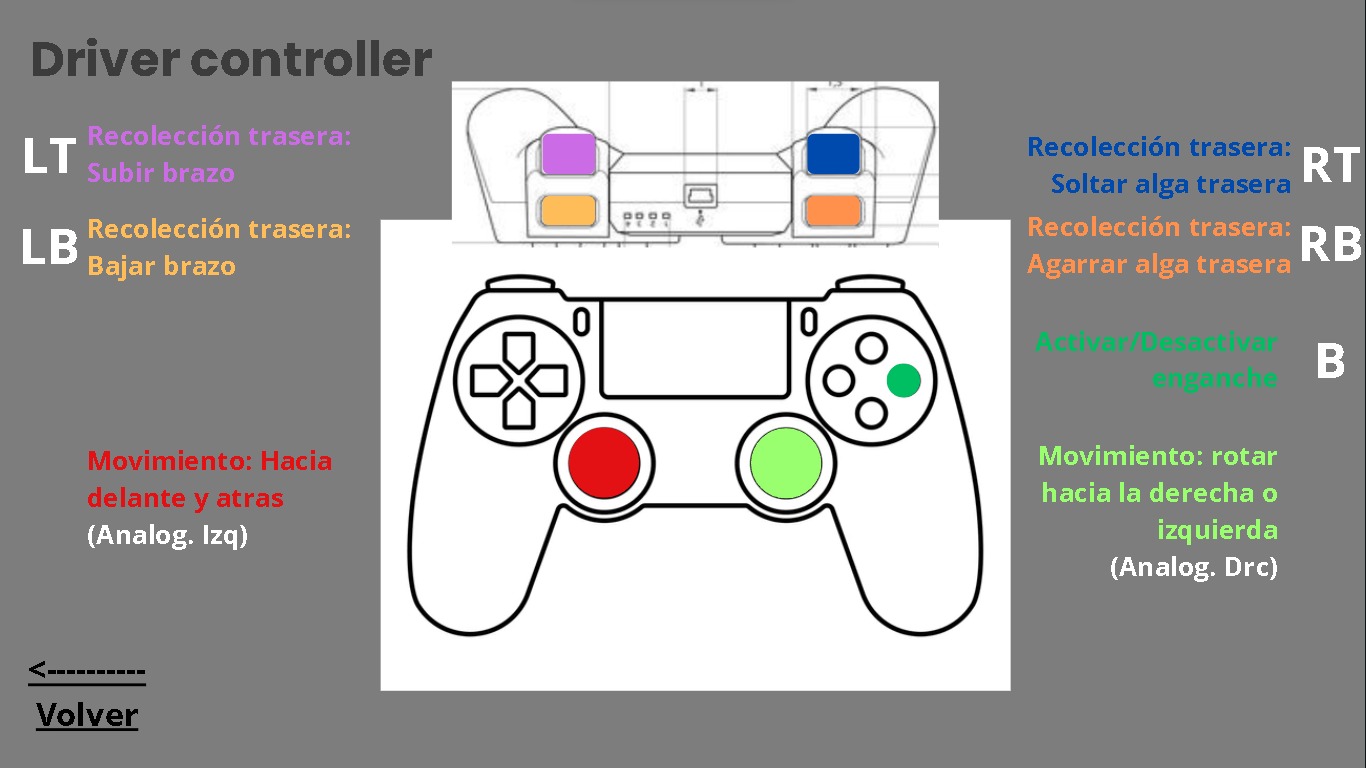 Driver controller
LT
Recolección trasera:
Subir brazo
LB
Recolección trasera:
Bajar brazo
Movimiento: Hacia
delante y atras
(Analog. Izq)
Recolección trasera:
Soltar alga trasera
RT
Recolección trasera:
Agarrar alga trasera
RB
Activar/Desactivar
enganche
B
Movimiento: rotar
hacia la derecha o
izquierda
(Analog. Drc)
<----------
Volver